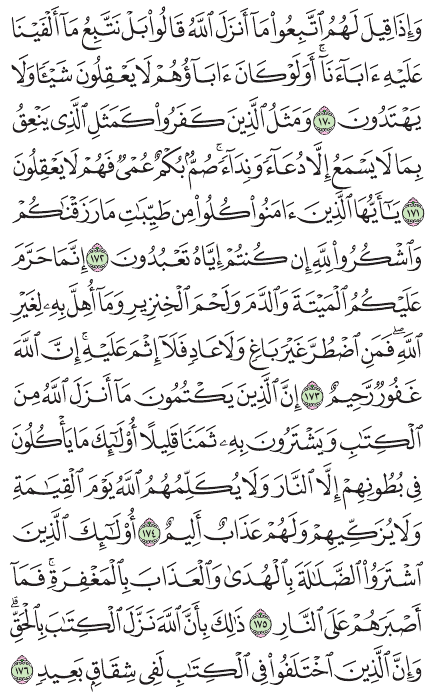 وَإِذَا قِيلَ لَهُمُ ٱتَّبِعُواْ مَآ أَنزَلَ ٱللَّهُ قَالُواْ بَلۡ نَتَّبِعُ مَآ أَلۡفَيۡنَا
عَلَيۡهِ ءَابَآءَنَآۚ أَوَلَوۡ كَانَ ءَابَآؤُهُمۡ لَا يَعۡقِلُونَ شَيۡـٔٗا وَلَا
يَهۡتَدُونَ ١٧٠ وَمَثَلُ ٱلَّذِينَ كَفَرُواْ كَمَثَلِ ٱلَّذِي يَنۡعِقُ
بِمَا لَا يَسۡمَعُ إِلَّا دُعَآءٗ وَنِدَآءٗۚ صُمُّۢ بُكۡمٌ عُمۡيٞ فَهُمۡ لَا يَعۡقِلُونَ
١٧١ يَٰٓأَيُّهَا ٱلَّذِينَ ءَامَنُواْ كُلُواْ مِن طَيِّبَٰتِ مَا رَزَقۡنَٰكُمۡ
وَٱشۡكُرُواْ لِلَّهِ إِن كُنتُمۡ إِيَّاهُ تَعۡبُدُونَ ١٧٢ إِنَّمَا حَرَّمَ
عَلَيۡكُمُ ٱلۡمَيۡتَةَ وَٱلدَّمَ وَلَحۡمَ ٱلۡخِنزِيرِ وَمَآ أُهِلَّ بِهِۦ لِغَيۡرِ
ٱللَّهِۖ فَمَنِ ٱضۡطُرَّ غَيۡرَ بَاغٖ وَلَا عَادٖ فَلَآ إِثۡمَ عَلَيۡهِۚ إِنَّ ٱللَّهَ
غَفُورٞ رَّحِيمٌ ١٧٣ إِنَّ ٱلَّذِينَ يَكۡتُمُونَ مَآ أَنزَلَ ٱللَّهُ مِنَ
ٱلۡكِتَٰبِ وَيَشۡتَرُونَ بِهِۦ ثَمَنٗا قَلِيلًا أُوْلَٰٓئِكَ مَا يَأۡكُلُونَ
فِي بُطُونِهِمۡ إِلَّا ٱلنَّارَ وَلَا يُكَلِّمُهُمُ ٱللَّهُ يَوۡمَ ٱلۡقِيَٰمَةِ
وَلَا يُزَكِّيهِمۡ وَلَهُمۡ عَذَابٌ أَلِيمٌ ١٧٤ أُوْلَٰٓئِكَ ٱلَّذِينَ
ٱشۡتَرَوُاْ ٱلضَّلَٰلَةَ بِٱلۡهُدَىٰ وَٱلۡعَذَابَ بِٱلۡمَغۡفِرَةِۚ فَمَآ
أَصۡبَرَهُمۡ عَلَى ٱلنَّارِ ١٧٥ ذَٰلِكَ بِأَنَّ ٱللَّهَ نَزَّلَ ٱلۡكِتَٰبَ بِٱلۡحَقِّۗ
وَإِنَّ ٱلَّذِينَ ٱخۡتَلَفُواْ فِي ٱلۡكِتَٰبِ لَفِي شِقَاقِۭ بَعِيدٖ ١٧٦